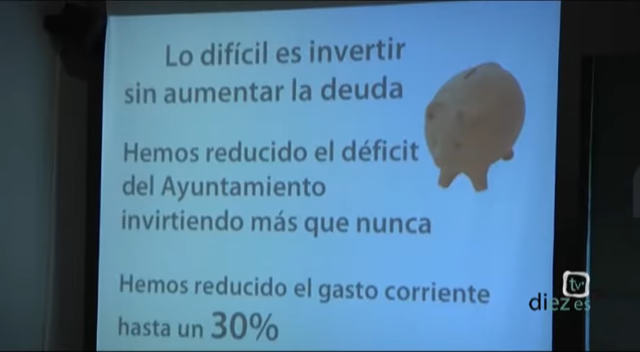 Lo difícil es invertir
sin aumentar la deuda
Hemos reducido el déficit
del Ayuntamiento
invirtiendo más que nunca
Hemos reducido el gasto corriente
hasta un 30%
tv
diez es